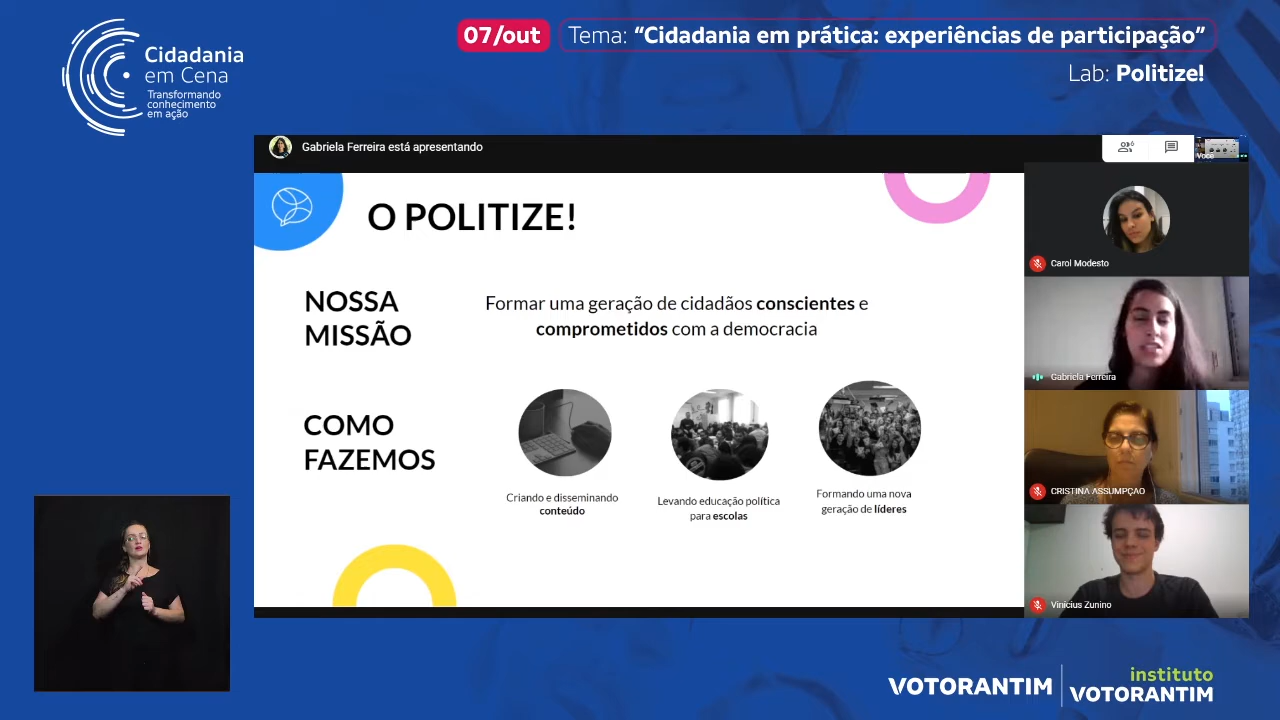 Cidadania
em Cena
Transformando
conhecimento
em ação
07/out
Tema: “Cidadania em prática: experiências de participação”
Lab: Politize!
Gabriela Ferreira está apresentando
Você
O POLITIZE!
NOSSA
MISSÃO
Formar uma geração de cidadãos conscientes e
comprometidos com a democracia
COMO
FAZEMOS
Criando e disseminando
conteúdo
Levando educação política
para escolas
Formando uma nova
geração de líderes
Carol Modesto
Gabriela Ferreira
CRISTINA ASSUMPÇAO
Vinícius Zunino
VOTORANTIM
instituto
VOTORANTIM